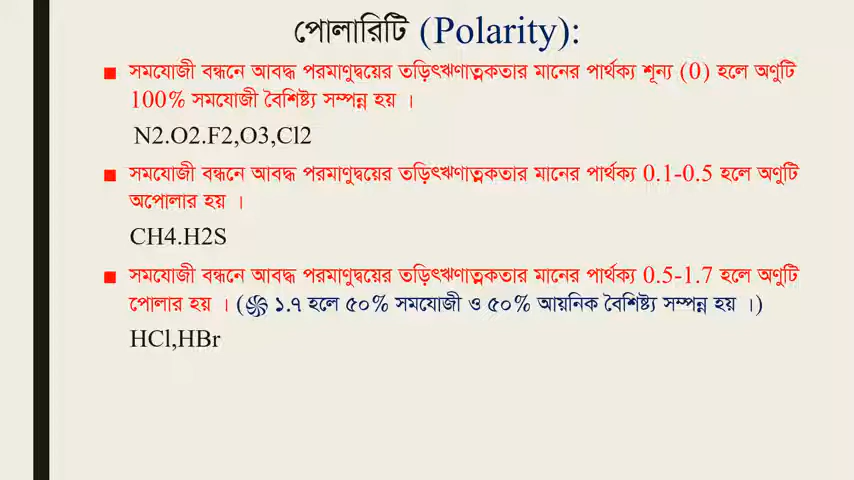 পোলারিটি (Polarity):
■ সমযোজী বন্ধনে আবদ্ধ পরমাণুদ্বয়ের তড়িৎঋণাত্নকতার মানের পার্থক্য শূন্য (0) হলে অণুটি
100% সমযোজী বৈশিষ্ট্য সম্পন্ন হয় ।
N2.O2.F2,O3,Cl2
■ সমযোজী বন্ধনে আবদ্ধ পরমাণুদ্বয়ের তড়িৎঋণাত্নকতার মানের পার্থক্য 0.1-0.5 হলে অণুটি
অপোলার হয় ।
CH4.H2S
■ সমযোজী বন্ধনে আবদ্ধ পরমাণুদ্বয়ের তড়িৎঋণাত্নকতার মানের পার্থক্য 0.5-1.7 হলে অণুটি
পোলার হয় । (֍ ১.৭ হলে ৫০% সমযোজী ও ৫০% আয়নিক বৈশিষ্ট্য সম্পন্ন হয় ।)
HCl,HBr